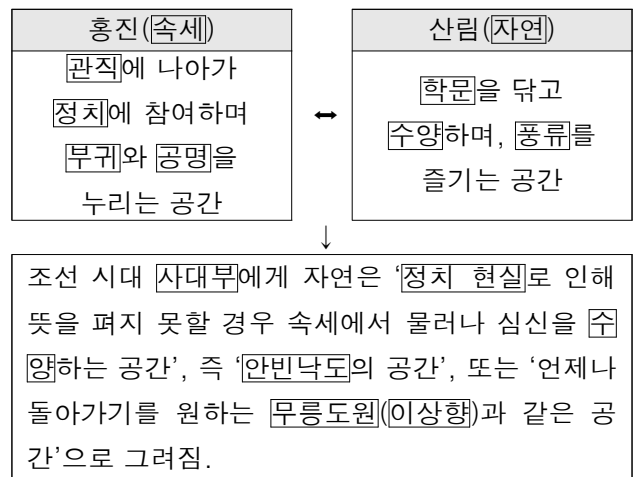 홍진(속세)
관직에 나아가
정치에 참여하며
부귀와 공명을
누리는 공간
↔
산림(자연)
학문을 닦고
수양하며, 풍류를
즐기는 공간
↓
조선 시대 사대부에게 자연은 ‘정치 현실로 인해
뜻을 펴지 못할 경우 속세에서 물러나 심신을 수
양하는 공간’, 즉 ‘안빈낙도의 공간’, 또는 ‘언제나
돌아가기를 원하는 무릉도원(이상향)과 같은 공
간’으로 그려짐.